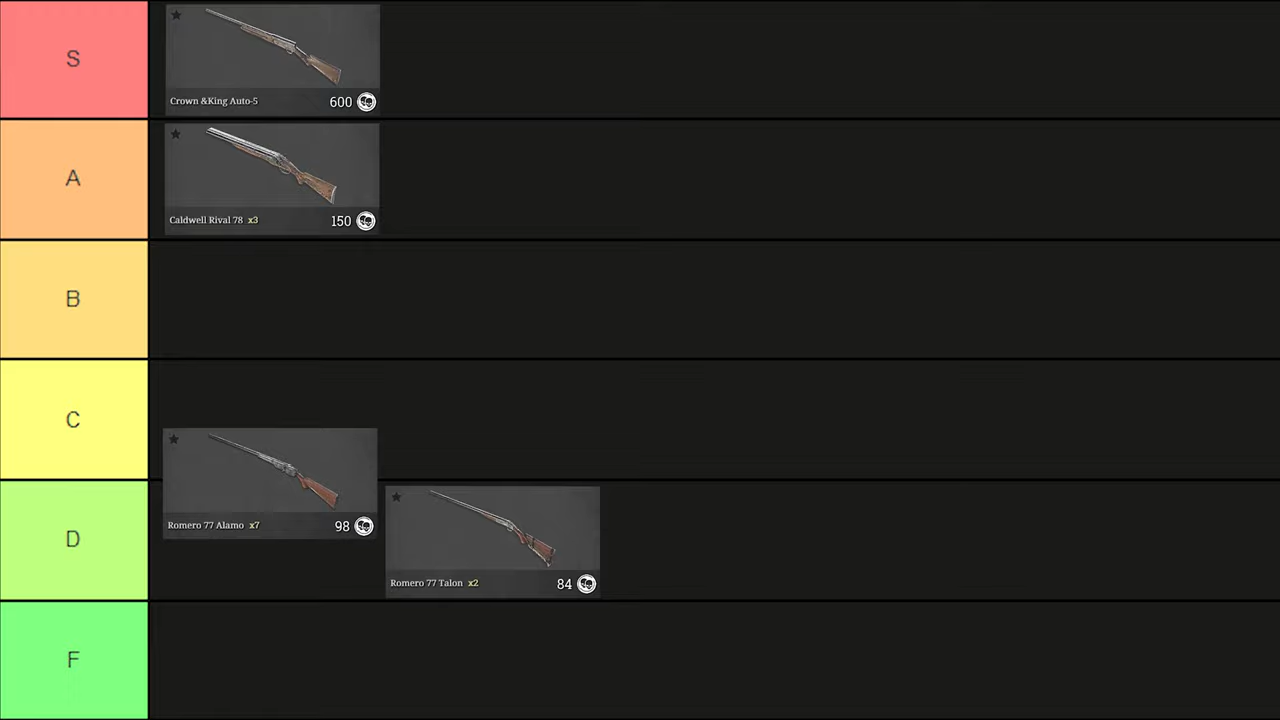 S
Crown &King Auto-5 600
A
Caldwell Rival 78 x3 150
B
C
Romero 77 Alamo x7 98
D
Romero 77 Talon x2 84
F